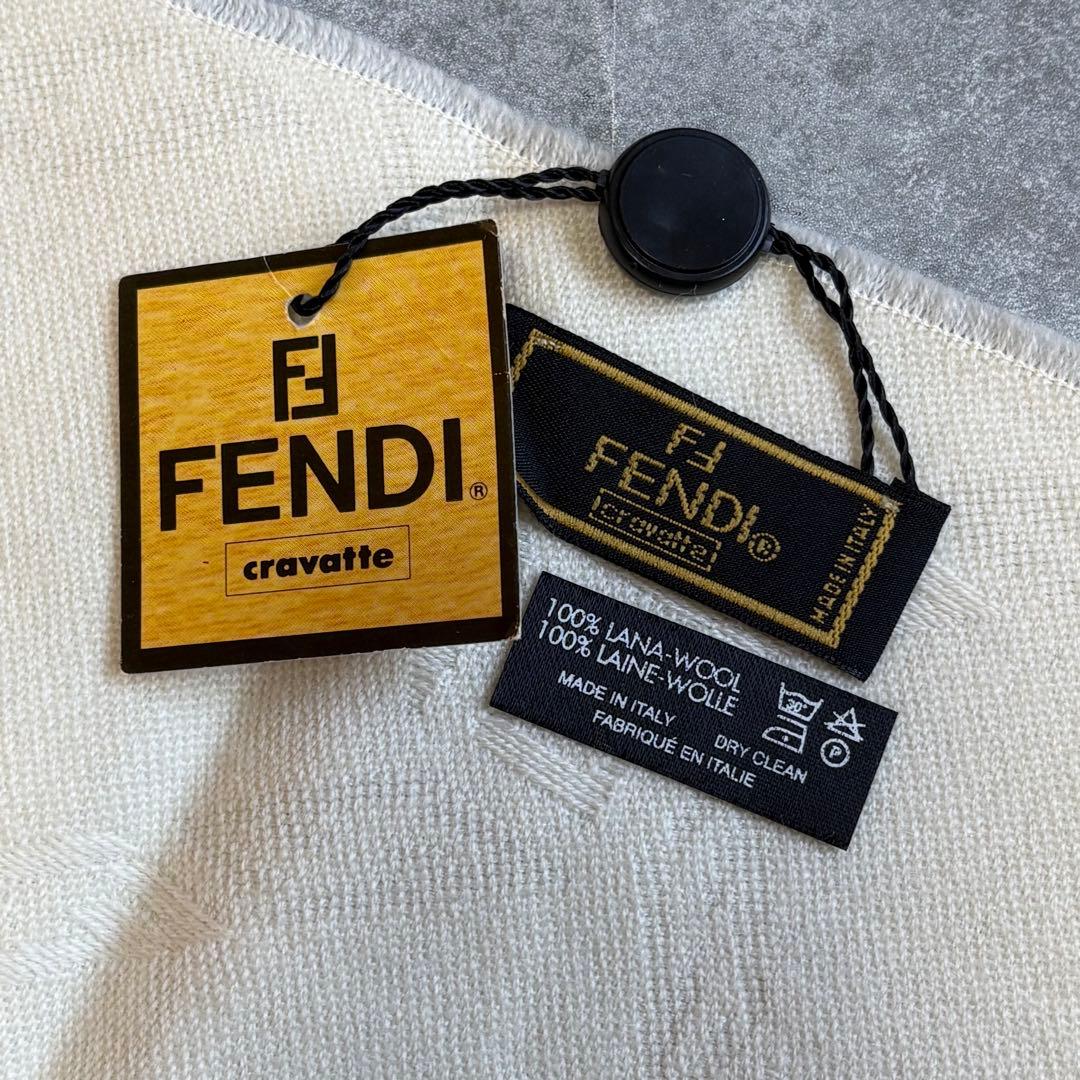 FF
FENDI®
cravatte
FF
FENDI®
cravatte
MADE IN ITALY
100% LANA-WOOL
100% LAINE-WOLLE
MADE IN ITALY
FABRIQUÉ EN ITALIE
30°
P
DRY CLEAN